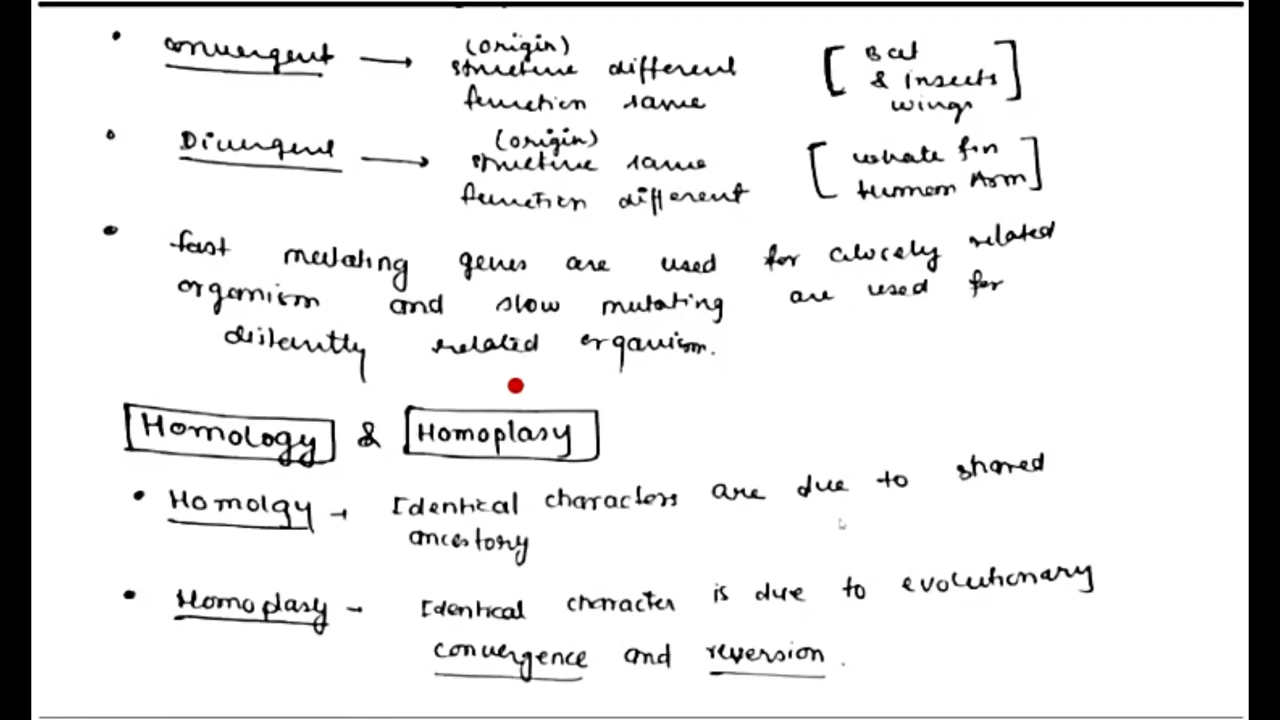 • convergent → (origin)
structure different [Bat
function same & Insects
wings]
• Divergent → (origin)
structure same [whale fin
function different Human Arm]
• fast mutating genes are used for closely related
organism and slow mutating are used for
distantly related organism.
Homology & Homoplasy
• Homolgy → Identical characters are due to shared
ancestory
• Homoplasy - Identical character is due to evolutionary
convergence and reversion.